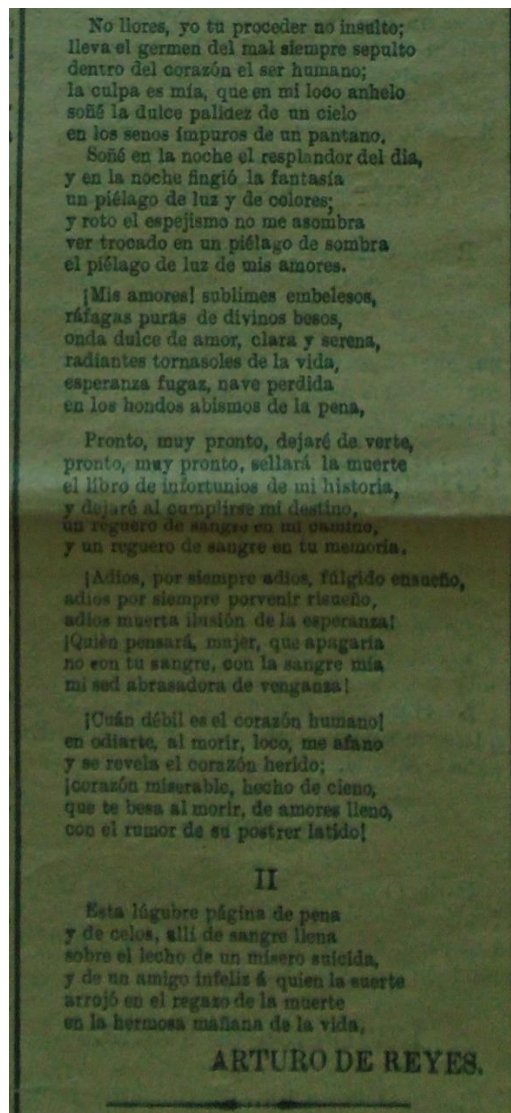 No llores, yo tu proceder no insulto;
lleva el germen del mal siempre sepulto
dentro del corazón el ser humano;
la culpa es mía, que en mi loco anhelo
soñé la dulce palidez de un cielo
en los senos ímpuros de un pantano.
Soñé en la noche el resplandor del dia,
y en la noche fingió la fantasía
un piélago de luz y de colores;
y roto el espejismo no me asombra
ver trocado en un piélago de sombra
el piélago de luz de mis amores.
¡Mis amores! sublimes embelesos,
ráfagas puras de divinos besos,
onda dulce de amor, clara y serena,
radiantes tornasoles de la vida,
esperanza fugaz, nave perdida
en los hondos abismos de la pena,
Pronto, muy pronto, dejaré de verte,
pronto, muy pronto, sellará la muerte
el libro de infortunios de mi historia,
y dejaré al cumplirse mi destino,
un reguero de sangre en mi camino,
y un reguero de sangre en tu memoria.
¡Adios, por siempre adios, fúlgido ensueño,
adios por siempre porvenir risueño,
adios muerta ilusión de la esperanza!
¡Quién pensará, mujer, que apagaría
no con tu sangre, con la sangre mía
mi sed abrasadora de venganza!
¡Cuán débil es el corazón humano!
en odiarte, al morir, loco, me afano
y se revela el corazón herido;
¡corazón miserable, hecho de cieno,
que te besa al morir, de amores lleno,
con el rumor de su postrer latido!
II
Esta lúgubre página de pena
y de celos, allí de sangre llena
sobre el lecho de un mísero suicida,
y de un amigo infeliz á quien la suerte
arrojó en el regazo de la muerte
en la hermosa mañana de la vida.
ARTURO DE REYES.